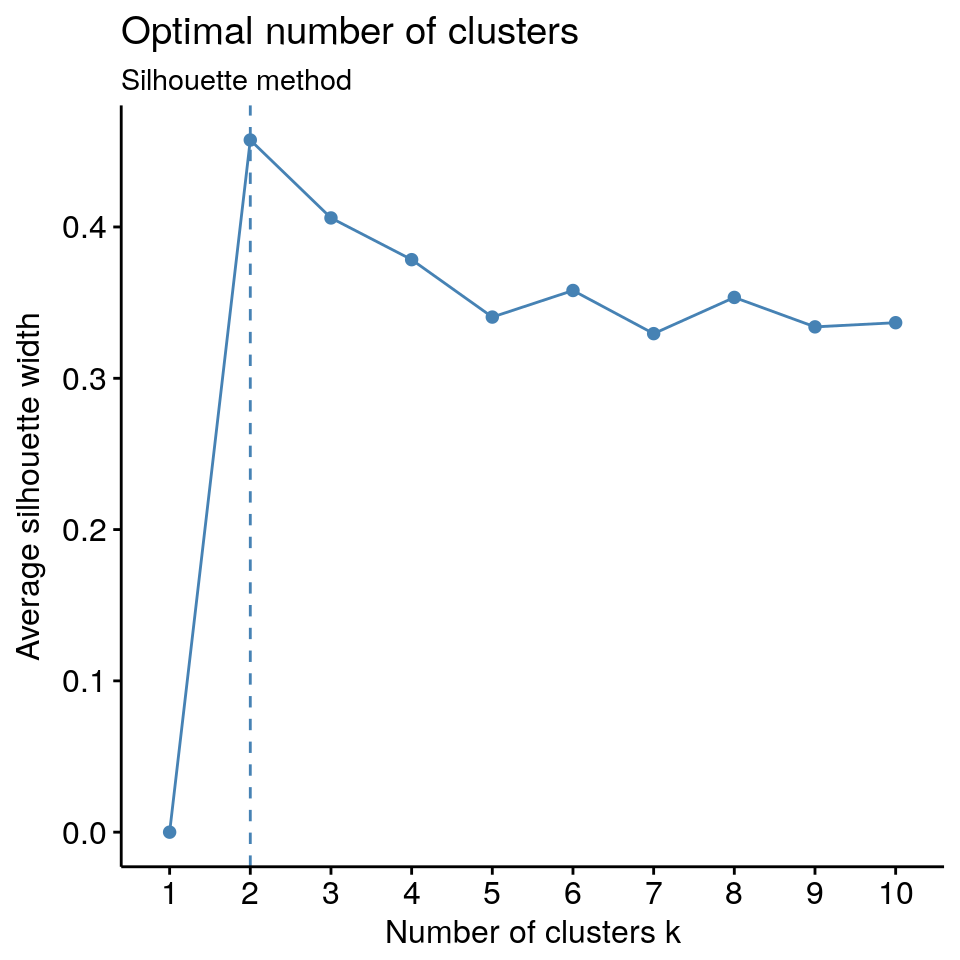 Optimal number of clusters
Silhouette method
Average silhouette width
0.4
0.3
0.2
0.1
0.0
1 2 3 4 5 6 7 8 9 10
Number of clusters k